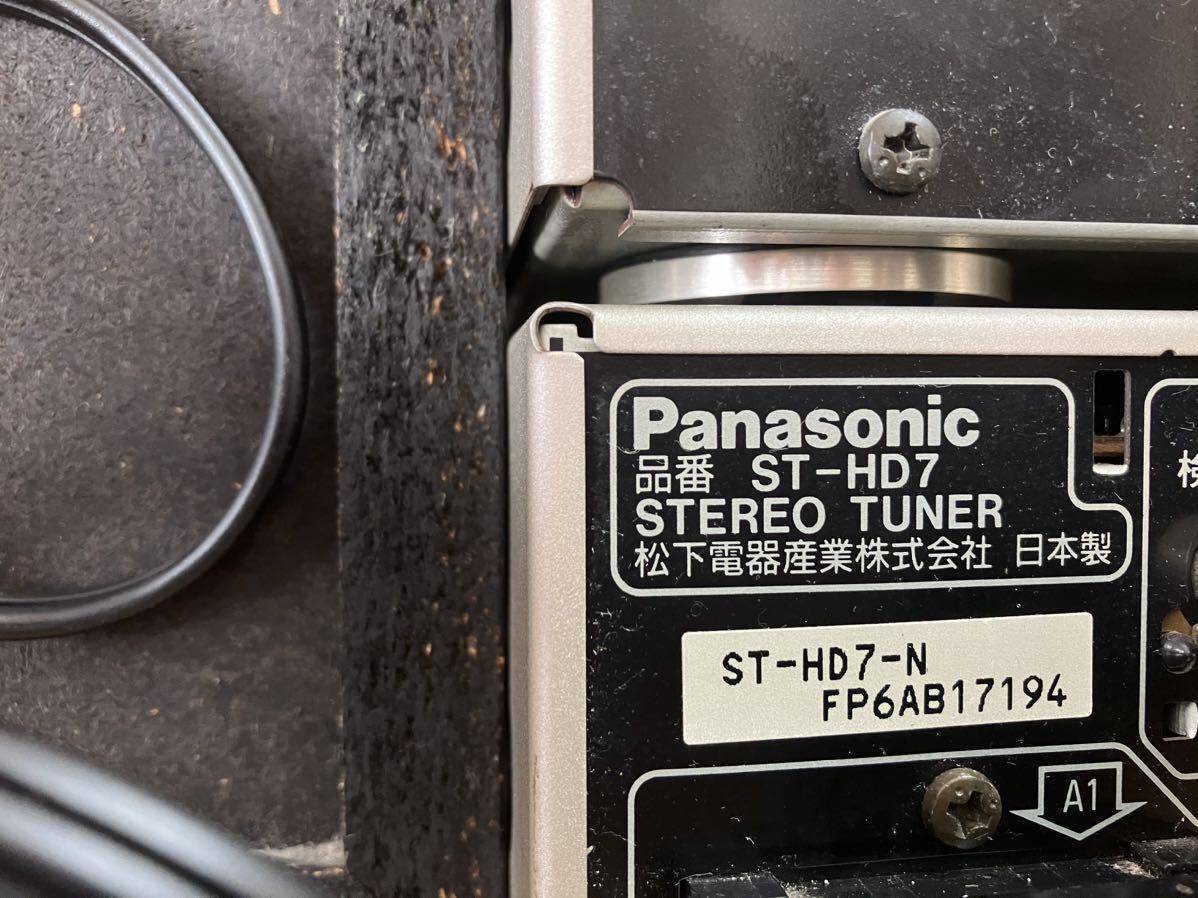 Panasonic
品番 ST-HD7
STEREO TUNER
松下電器産業株式会社 日本製
検
ST-HD7-N
FP6AB17194
A1